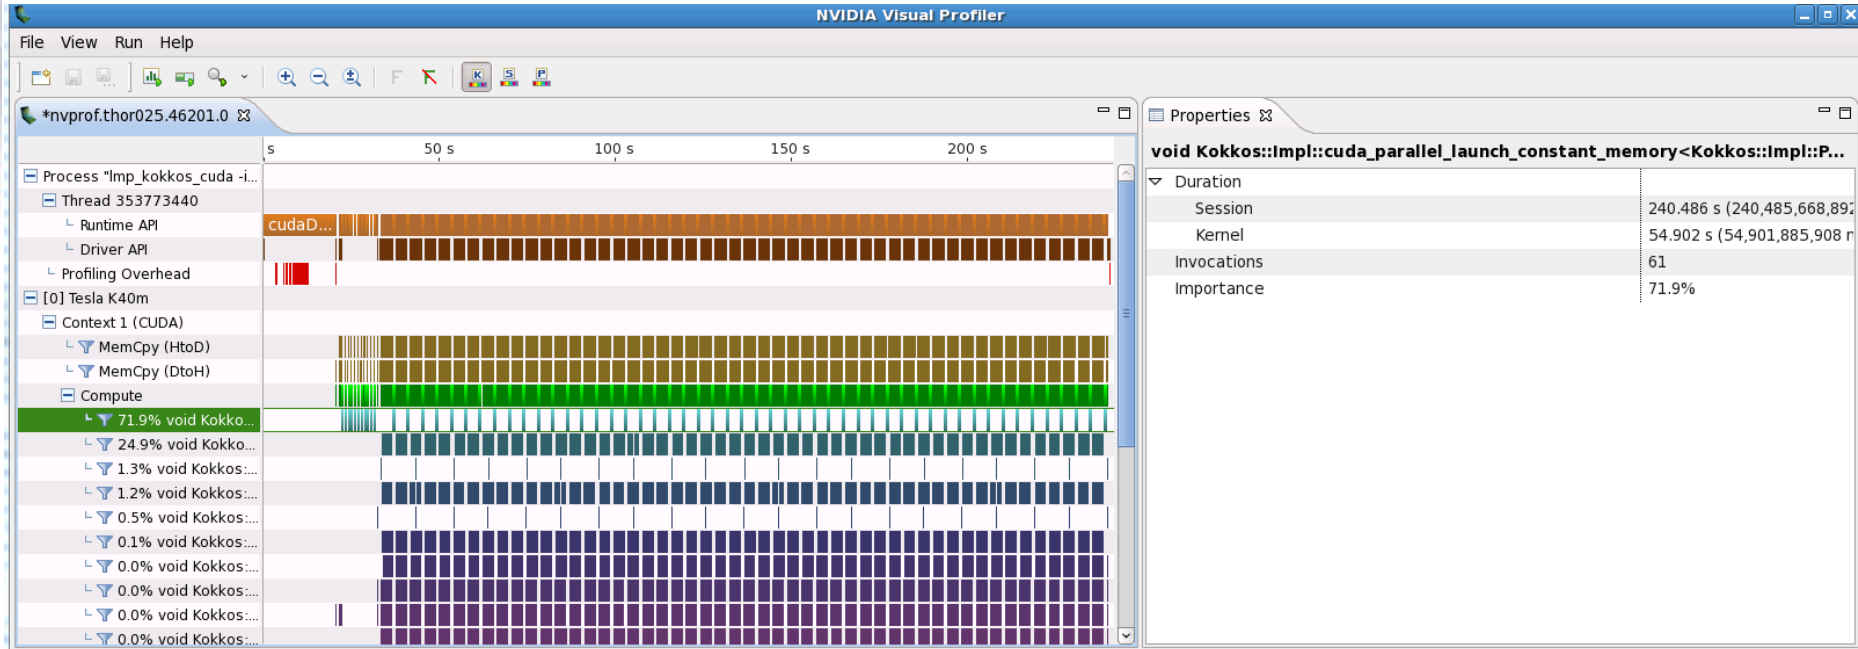 NVIDIA Visual Profiler
File View Run Help
*nvprof.thor025.46201.0
Properties
s 50 s 100 s 150 s 200 s
void Kokkos::Impl::cuda_parallel_launch_constant_memory<Kokkos::Impl::P...
Process "lmp_kokkos_cuda -i...
Thread 353773440
Runtime API
cudaD...
Driver API
Profiling Overhead
[0] Tesla K40m
Context 1 (CUDA)
MemCpy (HtoD)
MemCpy (DtoH)
Compute
71.9% void Kokko...
24.9% void Kokko...
1.3% void Kokkos:...
1.2% void Kokkos:...
0.5% void Kokkos:...
0.1% void Kokkos:...
0.0% void Kokkos:...
0.0% void Kokkos:...
0.0% void Kokkos:...
0.0% void Kokkos:...
Duration
Session 240.486 s (240,485,668,892
Kernel 54.902 s (54,901,885,908 n
Invocations 61
Importance 71.9%
F
K S P